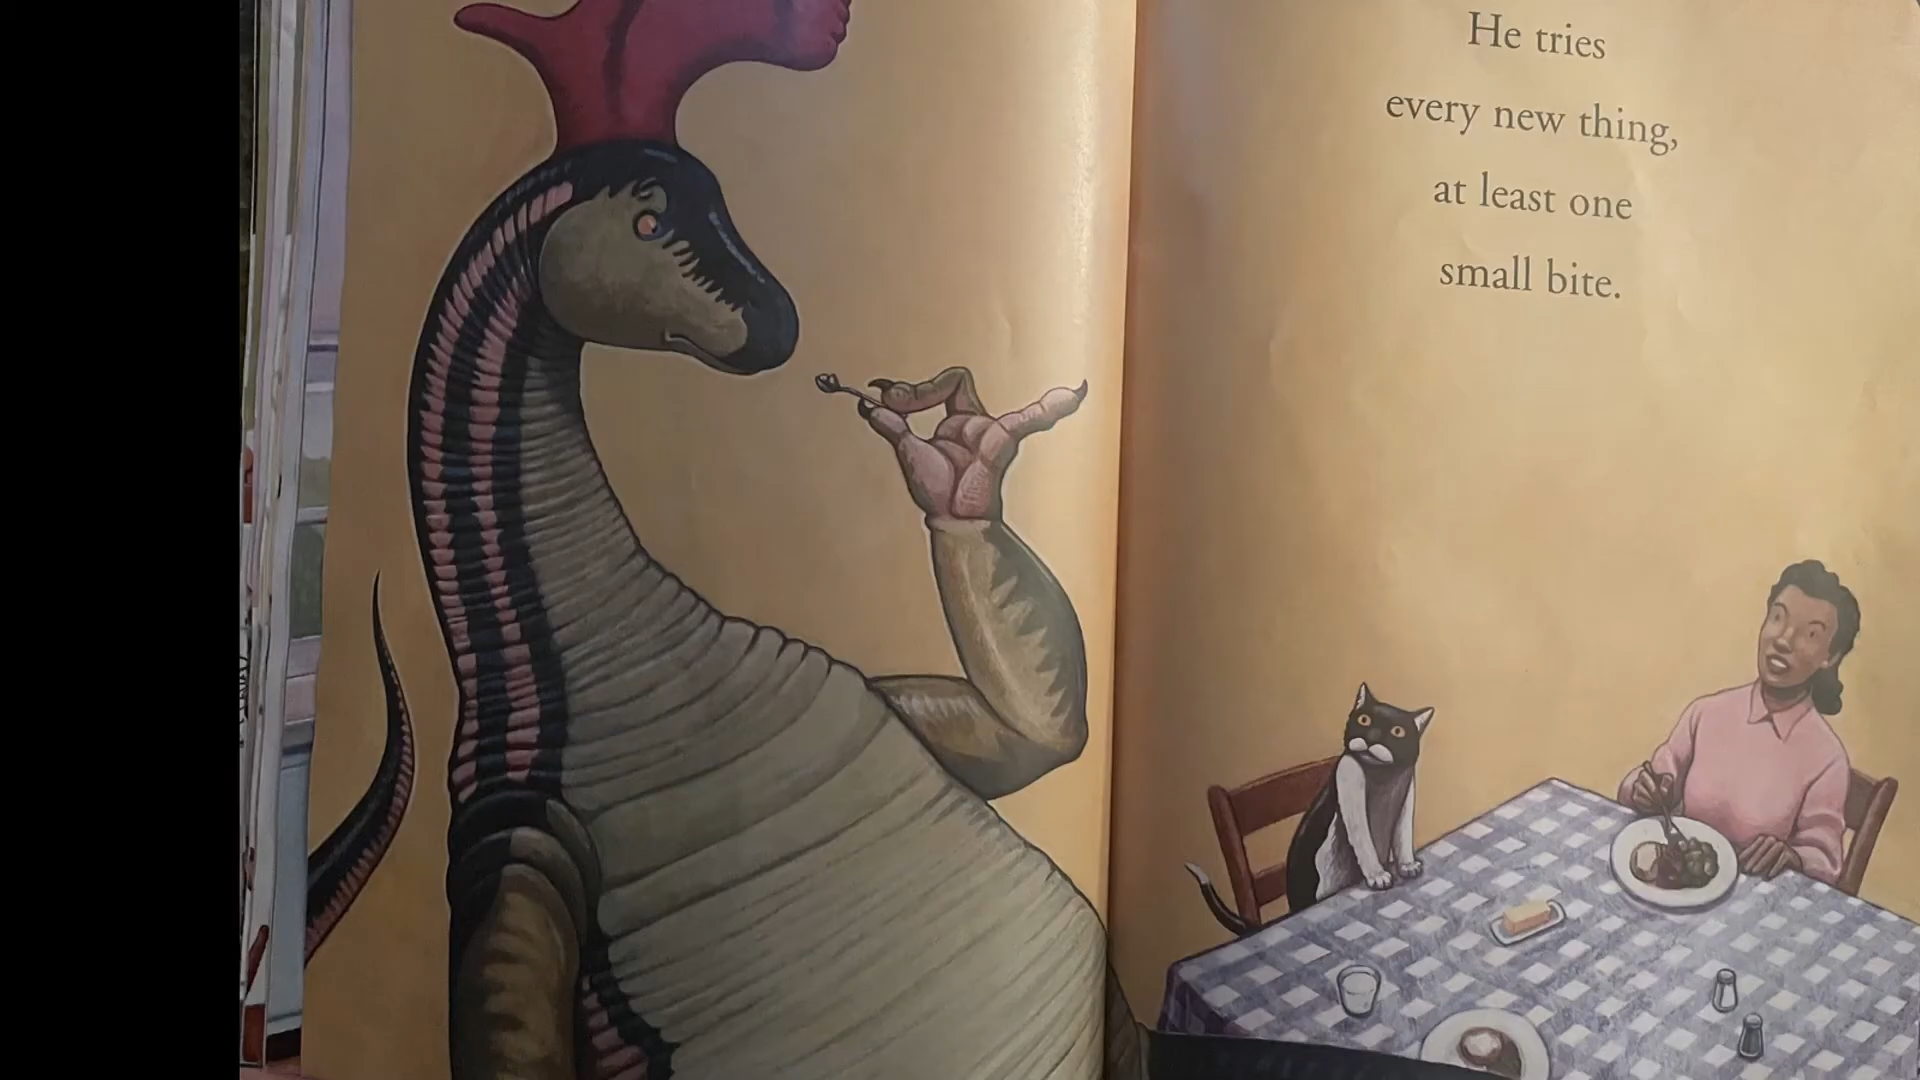 He tries
every new thing,
at least one
small bite.